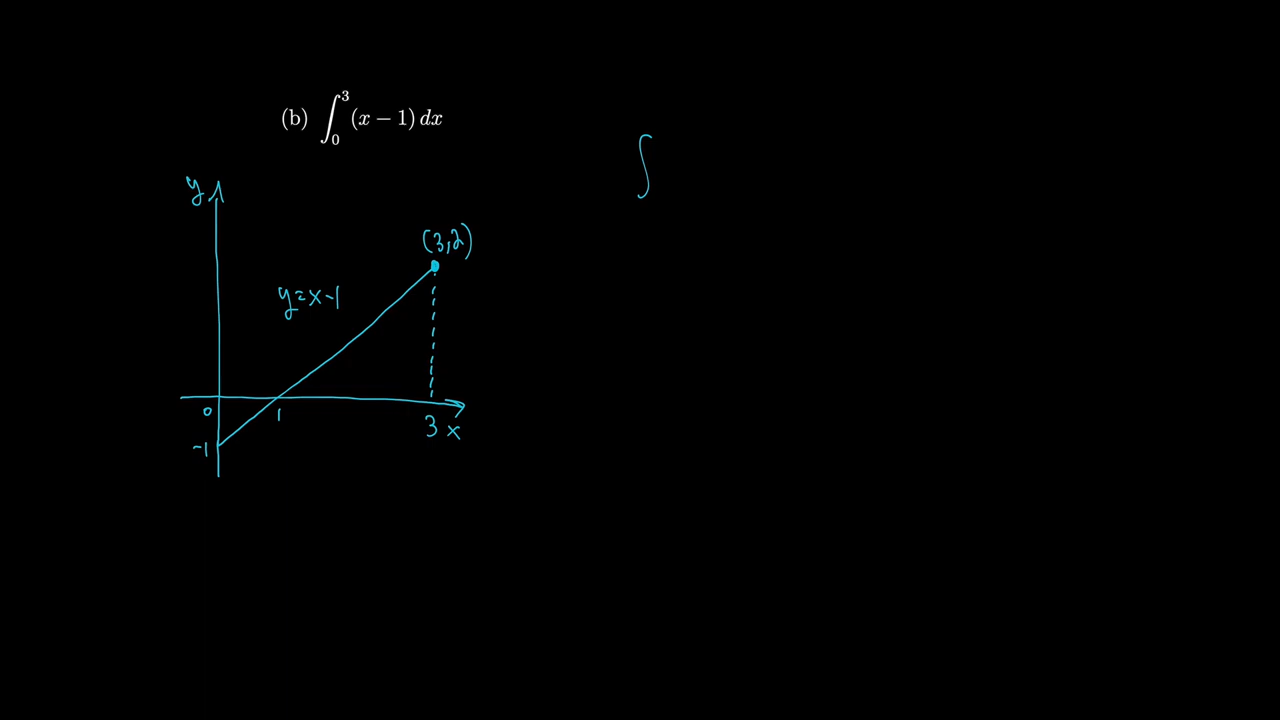 (b) ∫₀³ (x − 1) dx
∫
y
(3,2)
y=x-1
0
1
3 x
-1